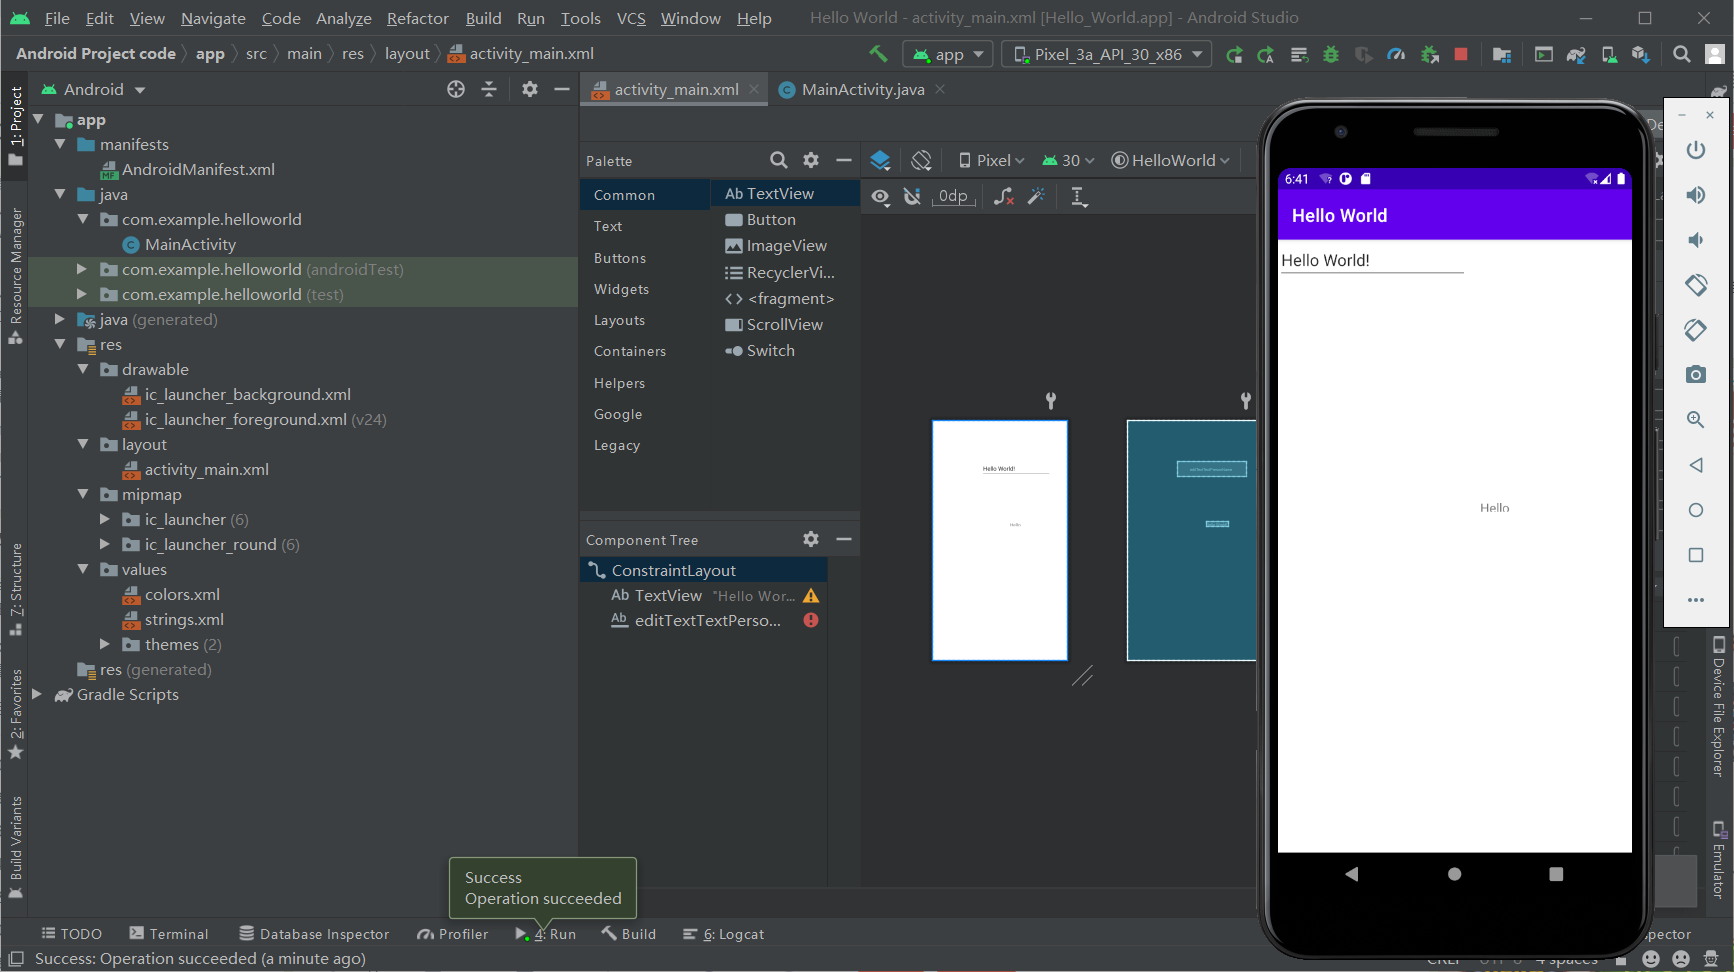 File Edit View Navigate Code Analyze Refactor Build Run Tools VCS Window Help Hello World - activity_main.xml [Hello_World.app] - Android Studio
Android Project code app src main res layout activity_main.xml app Pixel_3a_API_30_x86
1: Project
Resource Manager
7: Structure
2: Favorites
Build Variants
Android
app
manifests
AndroidManifest.xml
java
com.example.helloworld
MainActivity
com.example.helloworld (androidTest)
com.example.helloworld (test)
java (generated)
res
drawable
ic_launcher_background.xml
ic_launcher_foreground.xml (v24)
layout
activity_main.xml
mipmap
ic_launcher (6)
ic_launcher_round (6)
values
colors.xml
strings.xml
themes (2)
res (generated)
Gradle Scripts
activity_main.xml MainActivity.java
Palette
Common
Text
Buttons
Widgets
Layouts
Containers
Helpers
Google
Legacy
Ab TextView
Button
ImageView
RecyclerVi...
<fragment>
ScrollView
Switch
Component Tree
ConstraintLayout
Ab TextView "Hello Wor...
Ab editTextTextPerso...
Pixel 30 HelloWorld
0dp
Hello World!
Hello
De
6:41
Hello World
Hello World!
Hello
Device File Explorer
Emulator
Success
Operation succeeded
TODO Terminal Database Inspector Profiler 4: Run Build 6: Logcat
pector
Success: Operation succeeded (a minute ago)
CRLF UTF-8 4 spaces